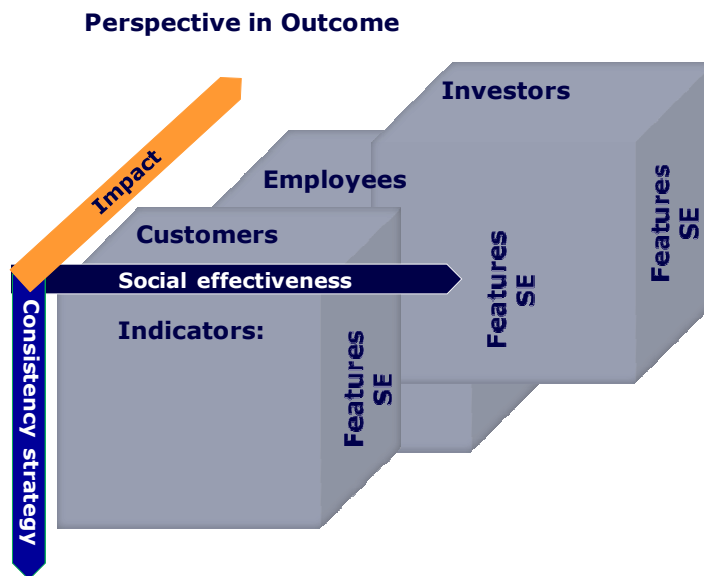 Perspective in Outcome
Investors
Impact
Employees
Customers
Features
SE
Social effectiveness
Features
SE
Consistency strategy
Indicators:
Features
SE